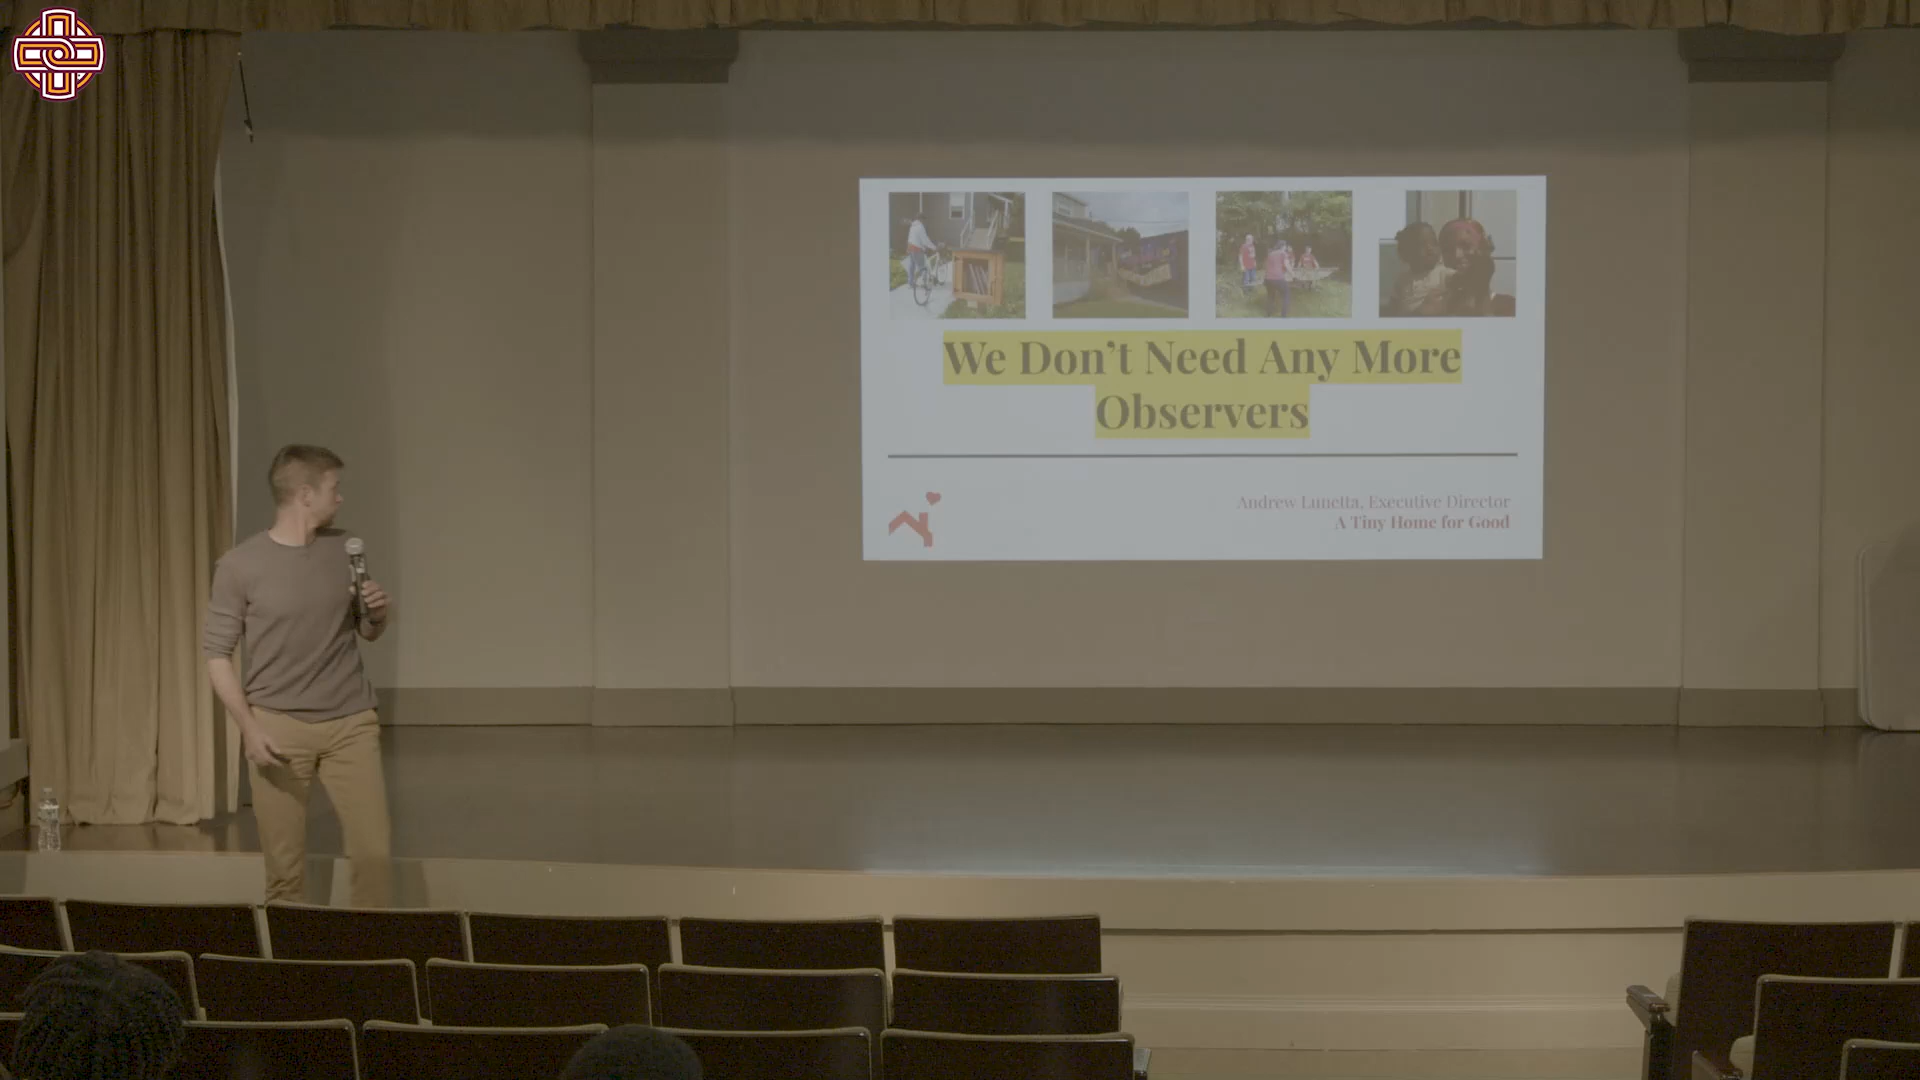 We Don't Need Any More
Observers
Andrew Lunetta, Executive Director
A Tiny Home for Good